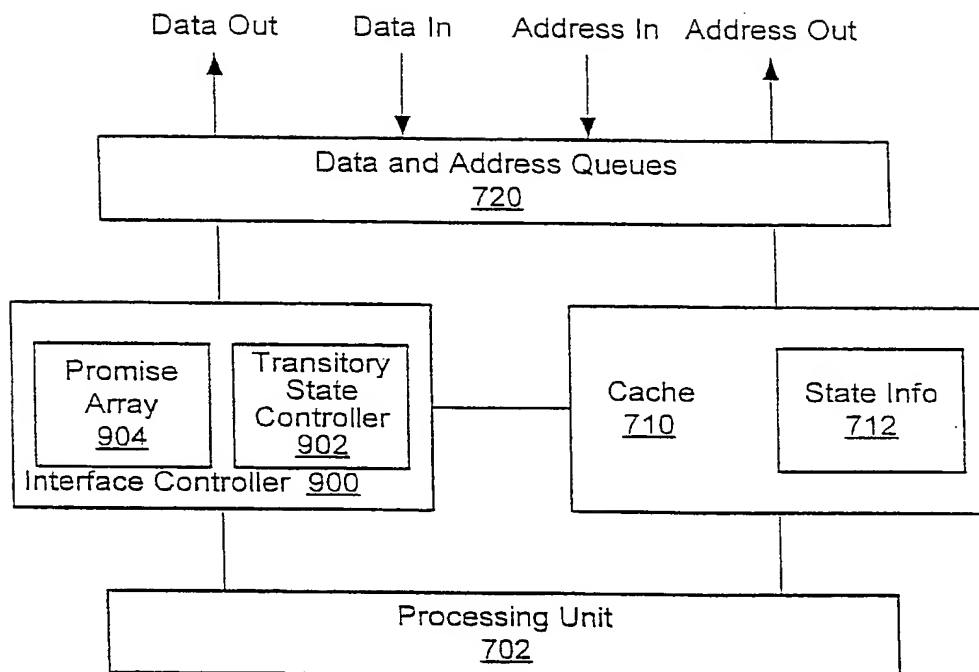 Data Out Data In Address In Address Out
Data and Address Queues
720
Promise
Array
904
Transitory
State
Controller
902
Interface Controller 900
Cache
710
State Info
712
Processing Unit
702